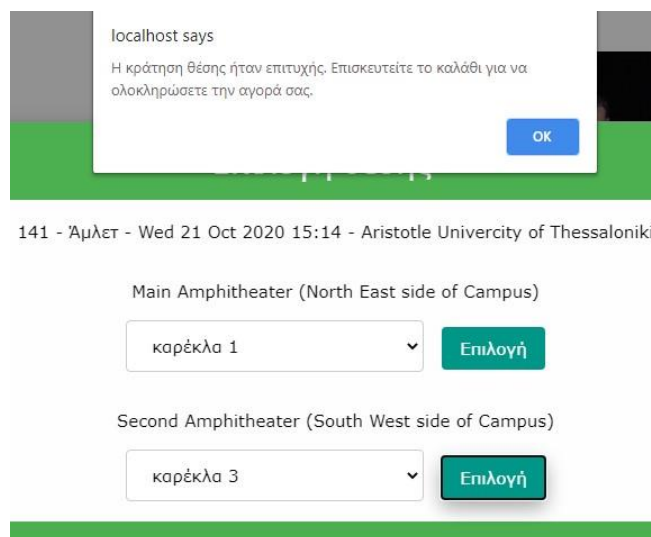 localhost says
Η κράτηση θέσης ήταν επιτυχής. Επισκευτείτε το καλάθι για να
ολοκληρώσετε την αγορά σας.
OK
141 - Άμλετ - Wed 21 Oct 2020 15:14 - Aristotle Univercity of Thessaloniki
Main Amphitheater (North East side of Campus)
καρέκλα 1
Επιλογή
Second Amphitheater (South West side of Campus)
καρέκλα 3
Επιλογή